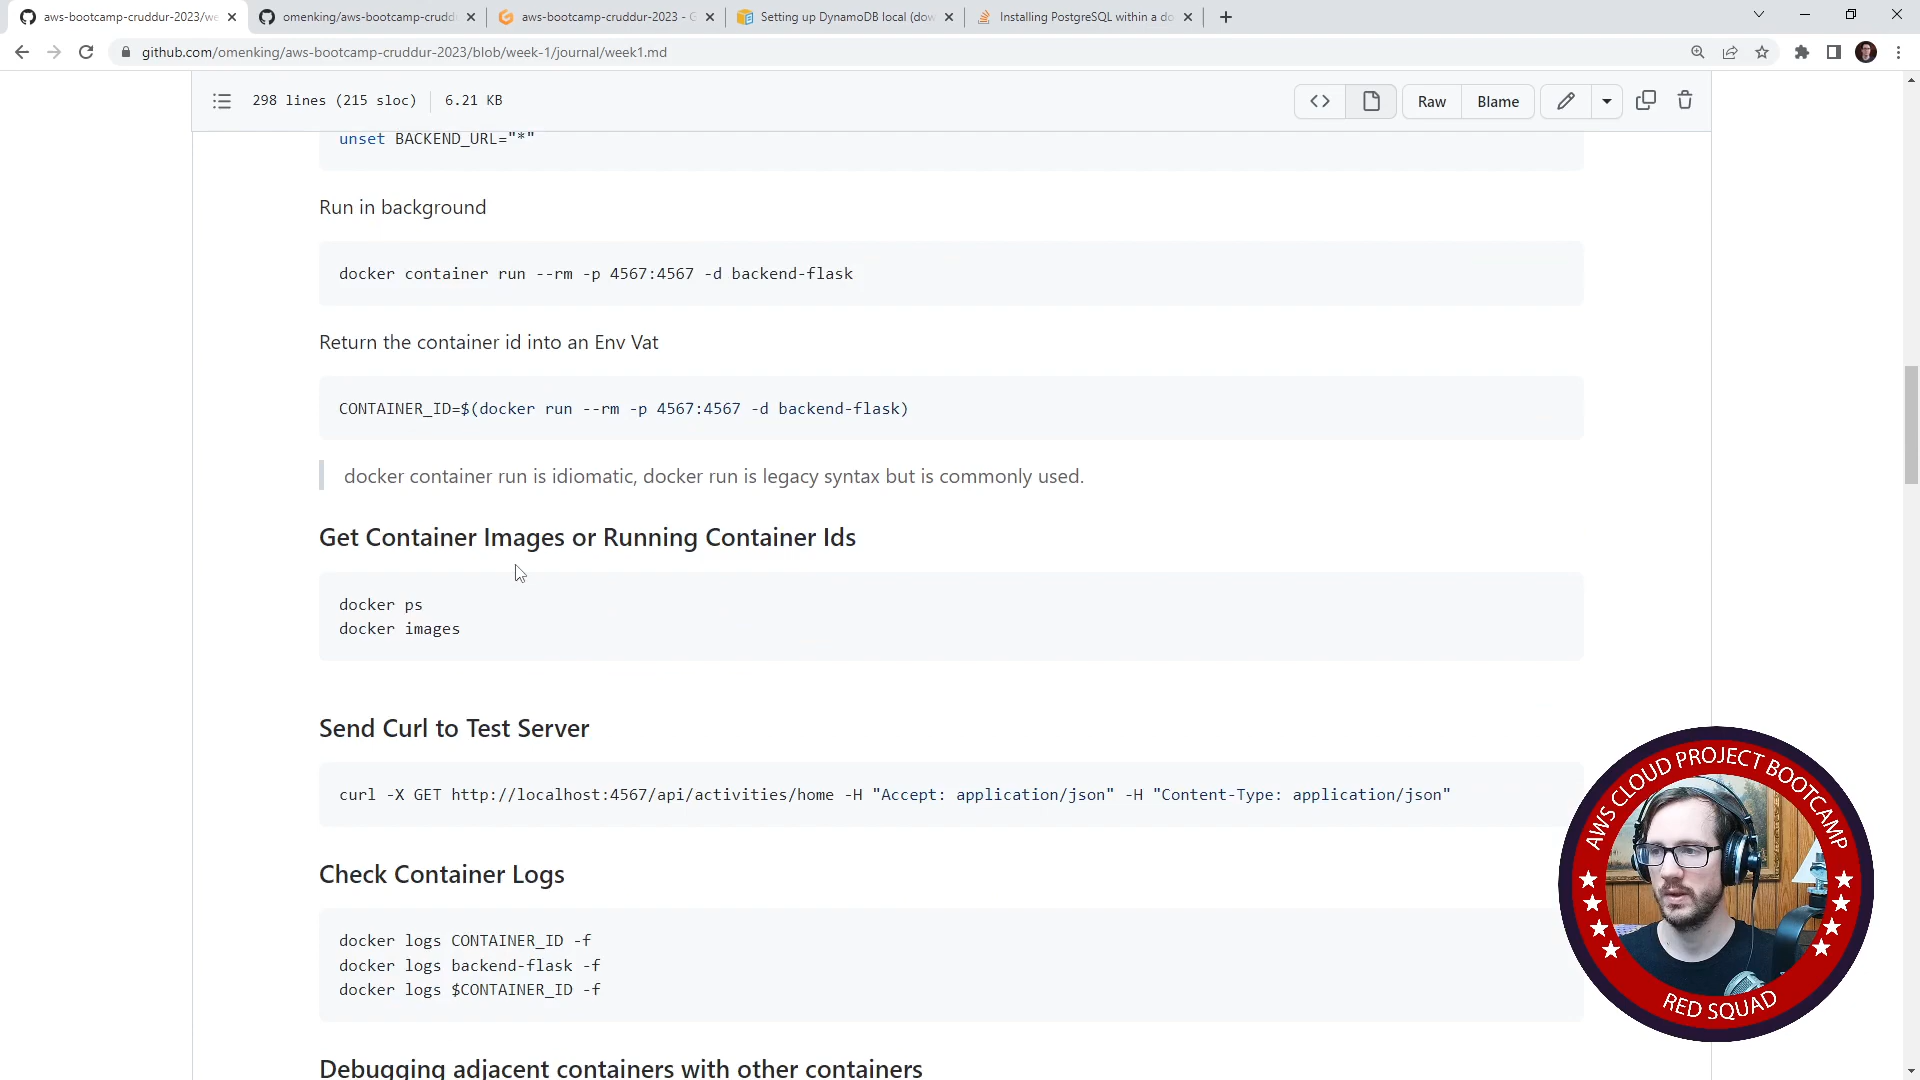 aws-bootcamp-cruddur-2023/we
omenking/aws-bootcamp-cruddu
aws-bootcamp-cruddur-2023 - G
Setting up DynamoDB local (dow
Installing PostgreSQL within a do
github.com/omenking/aws-bootcamp-cruddur-2023/blob/week-1/journal/week1.md
298 lines (215 sloc) 6.21 KB
Raw
Blame
unset BACKEND_URL="*"
Run in background
docker container run --rm -p 4567:4567 -d backend-flask
Return the container id into an Env Vat
CONTAINER_ID=$(docker run --rm -p 4567:4567 -d backend-flask)
docker container run is idiomatic, docker run is legacy syntax but is commonly used.
Get Container Images or Running Container Ids
docker ps
docker images
Send Curl to Test Server
curl -X GET http://localhost:4567/api/activities/home -H "Accept: application/json" -H "Content-Type: application/json"
Check Container Logs
docker logs CONTAINER_ID -f
docker logs backend-flask -f
docker logs $CONTAINER_ID -f
Debugging adjacent containers with other containers
AWS CLOUD PROJECT BOOTCAMP
RED SQUAD